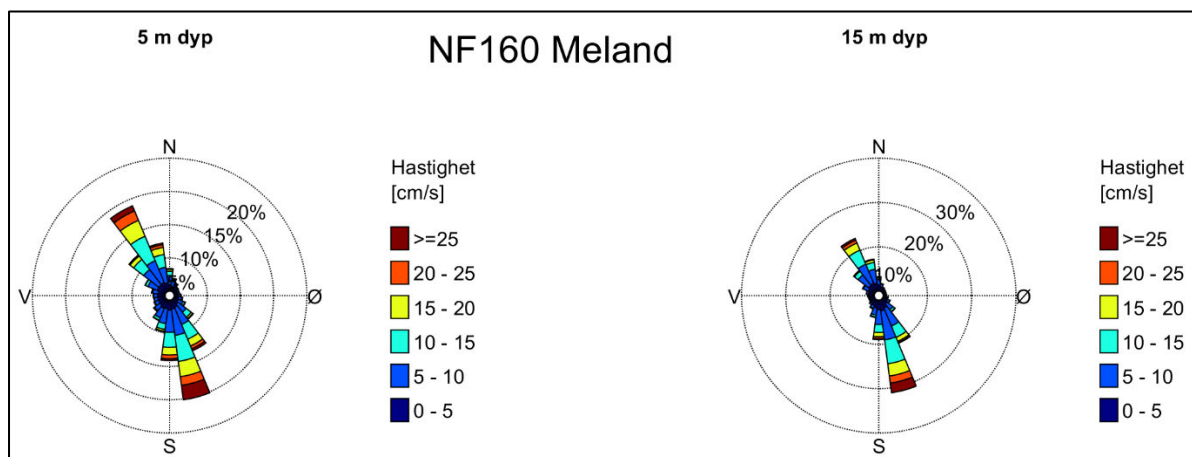 5 m dyp
NF160 Meland
15 m dyp
N
20%
15%
10%
5%
V
Ø
S
Hastighet
[cm/s]
>=25
20 - 25
15 - 20
10 - 15
5 - 10
0 - 5
N
30%
20%
10%
V
Ø
S
Hastighet
[cm/s]
>=25
20 - 25
15 - 20
10 - 15
5 - 10
0 - 5